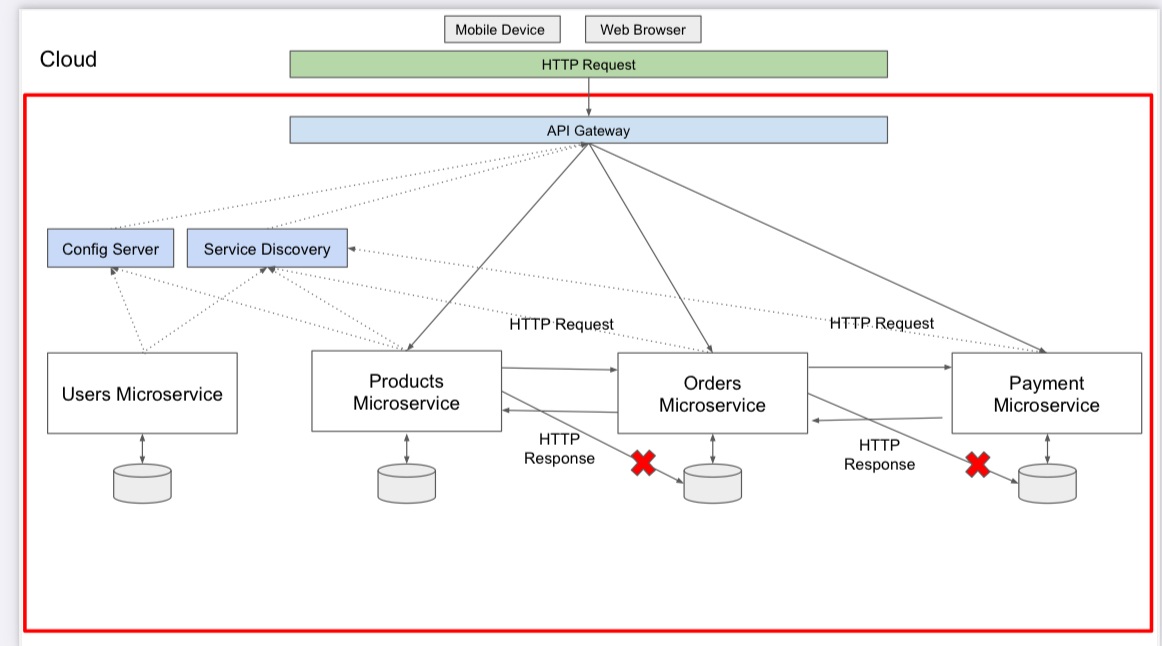 Mobile Device
Web Browser
Cloud
HTTP Request
API Gateway
Config Server
Service Discovery
HTTP Request
HTTP Request
Users Microservice
Products
Microservice
Orders
Microservice
Payment
Microservice
HTTP
Response
HTTP
Response